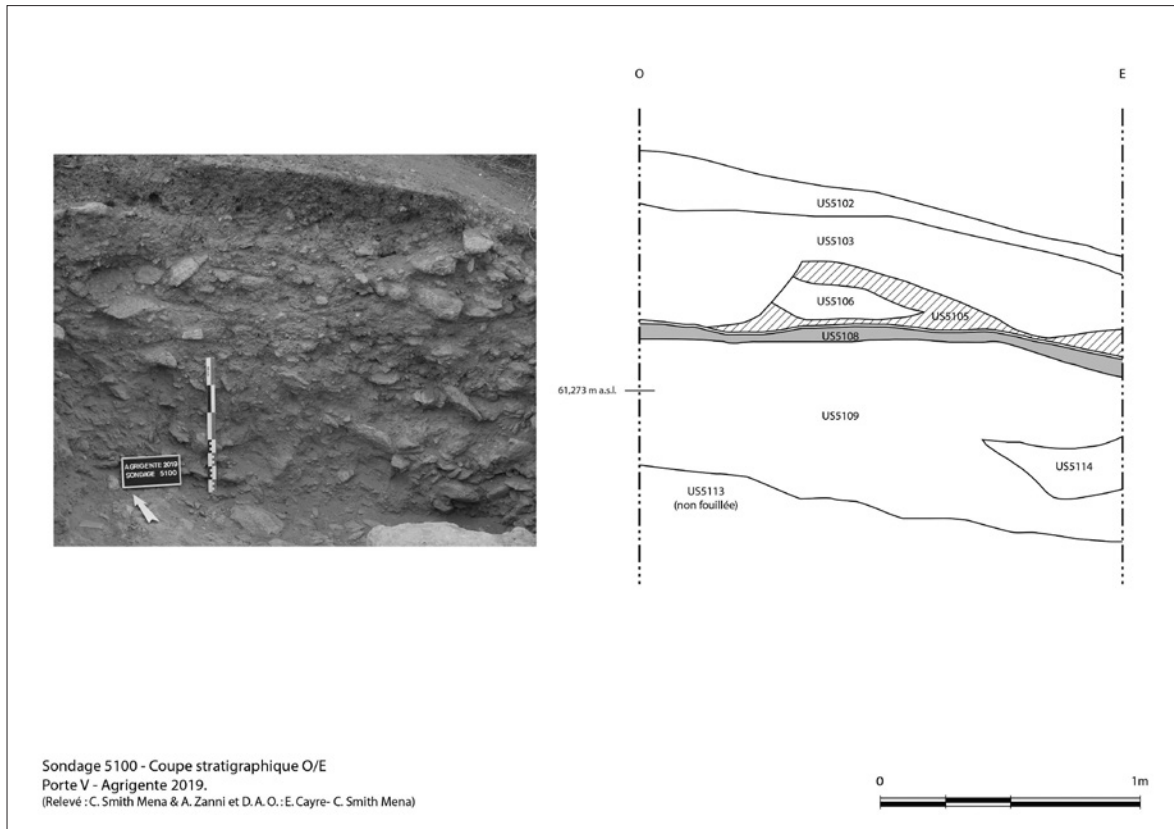 O
E
US5102
US5103
US5106
US5105
US5108
61,273 m a.s.l.
US5109
US5114
US5113
(non fouillée)
AGRIGENTE 2019
SONDAGE 5100
Sondage 5100 - Coupe stratigraphique O/E
Porte V - Agrigente 2019.
(Relevé : C. Smith Mena & A. Zanni et D. A. O. : E. Cayre- C. Smith Mena)
0
1m